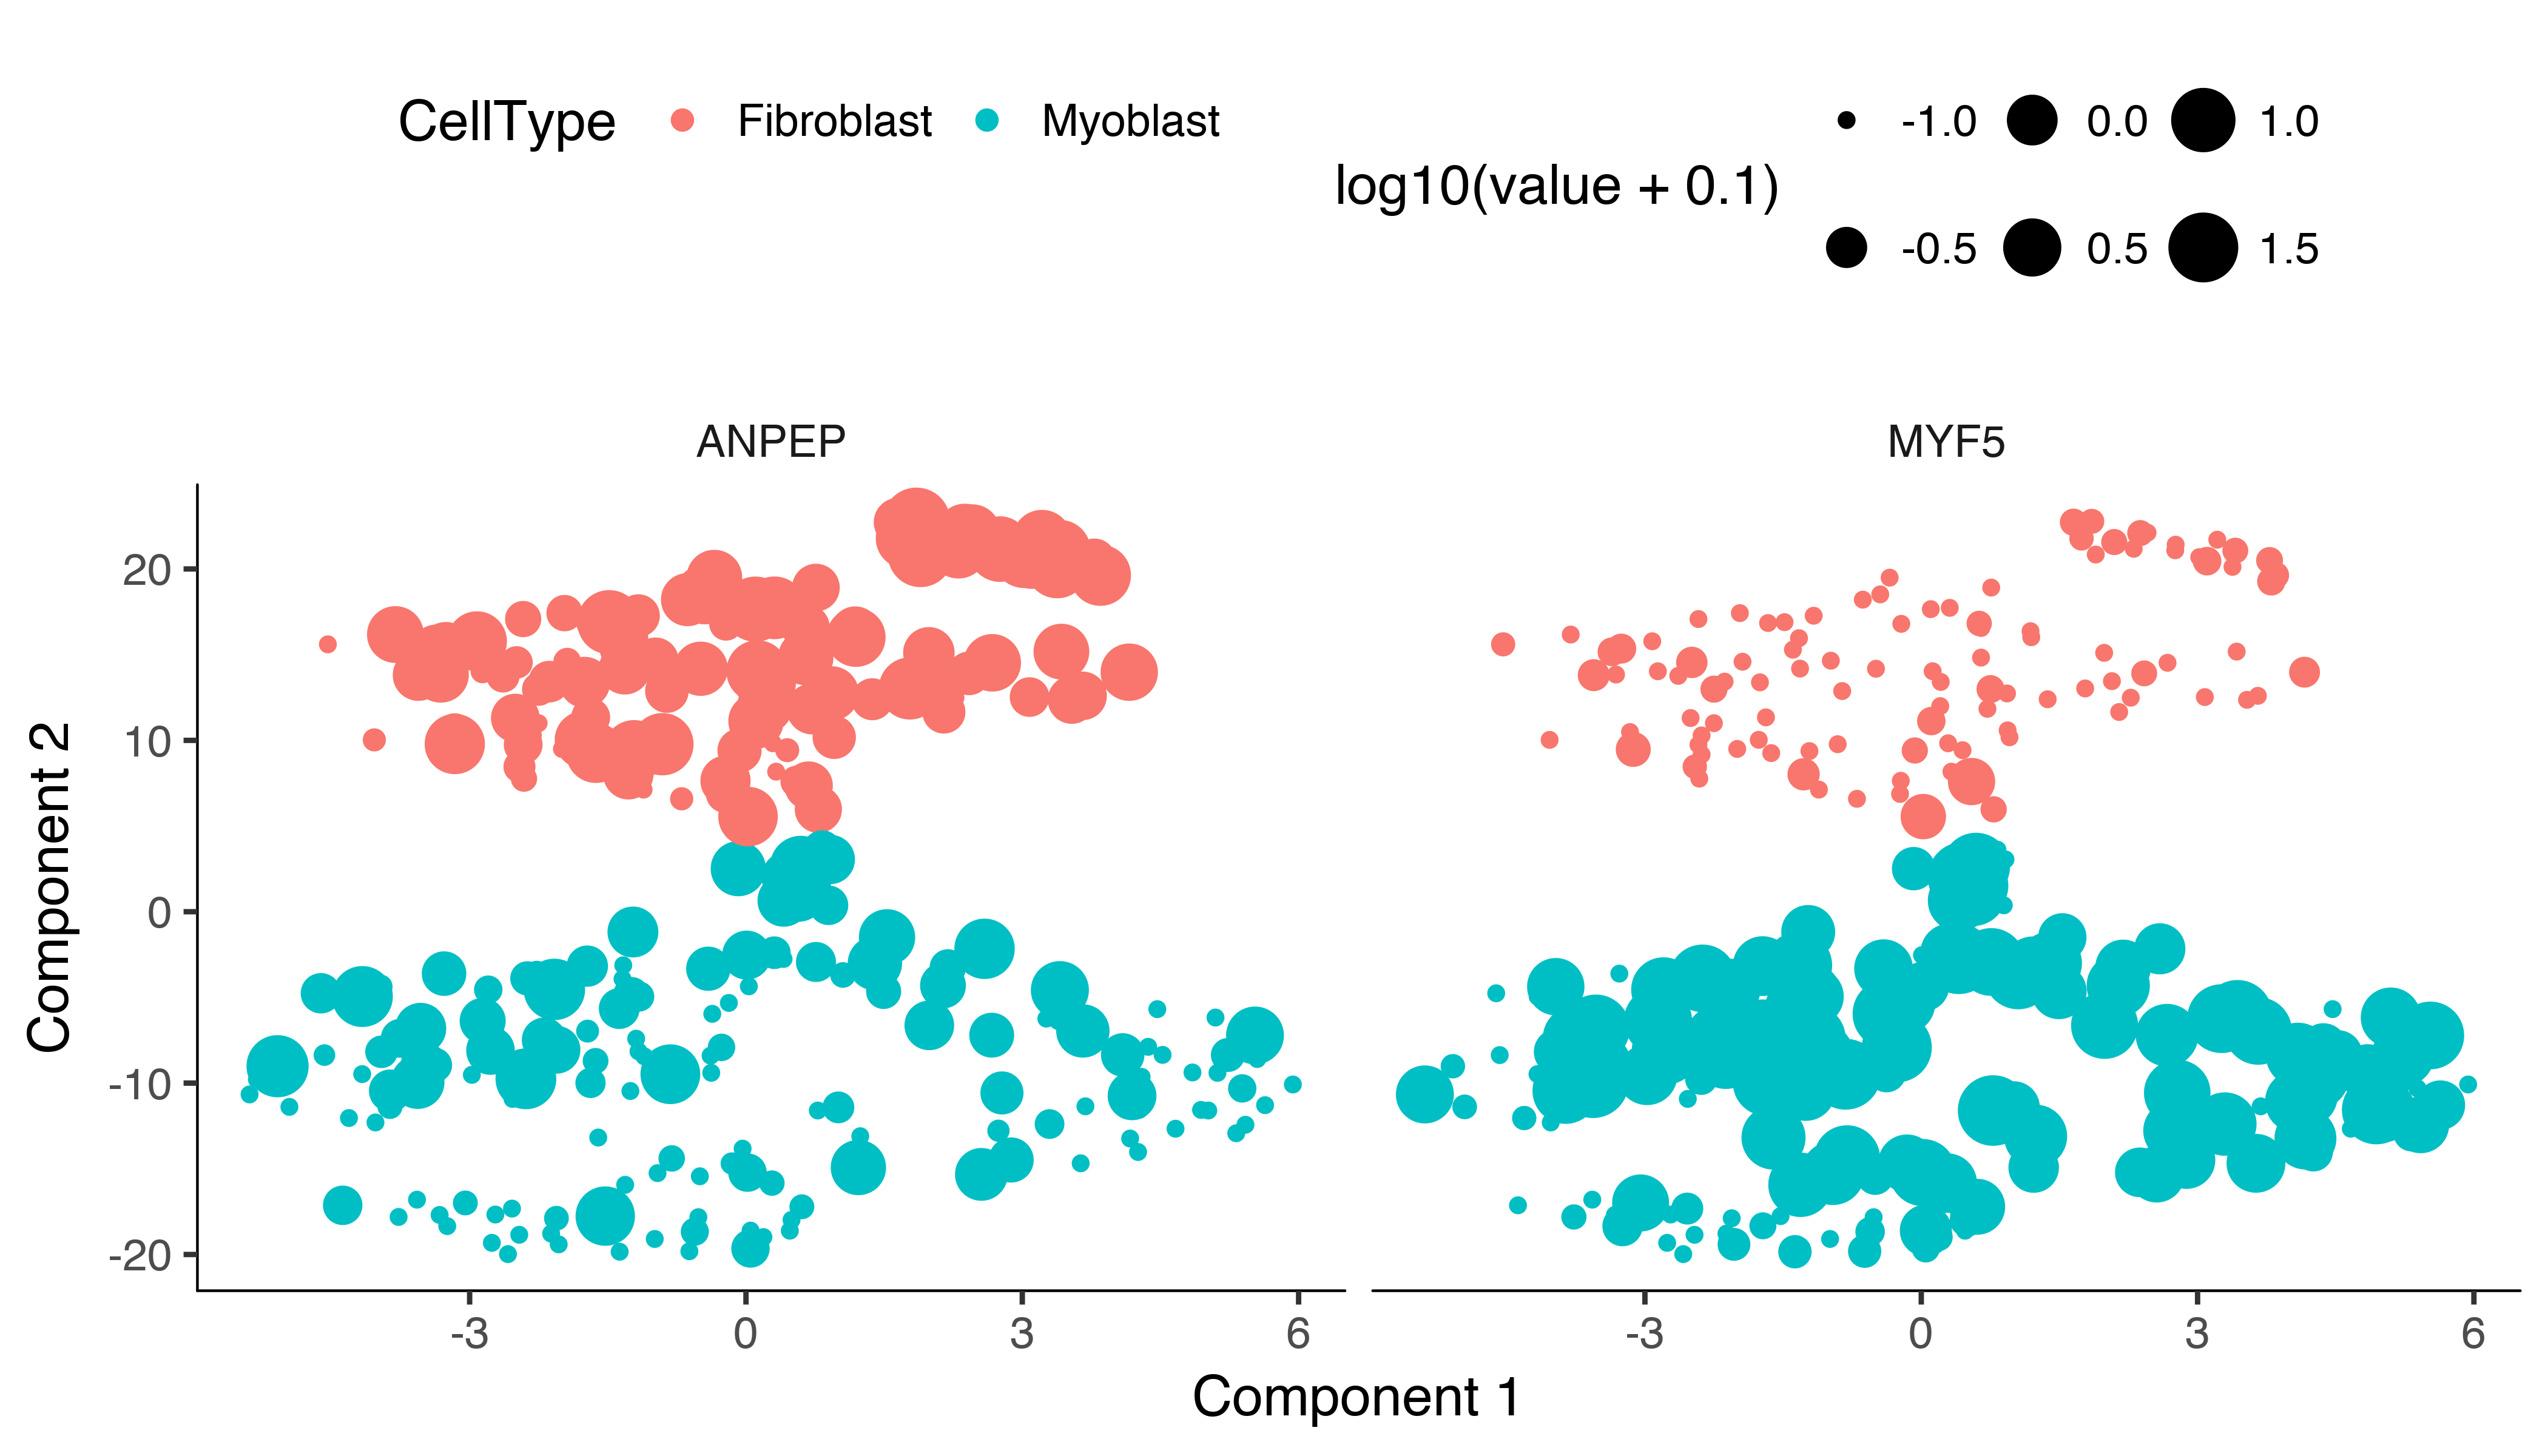 CellType Fibroblast Myoblast
log10(value + 0.1)
-1.0 0.0 1.0
-0.5 0.5 1.5
ANPEP MYF5
Component 2
20
10
0
-10
-20
-3 0 3 6 -3 0 3 6
Component 1